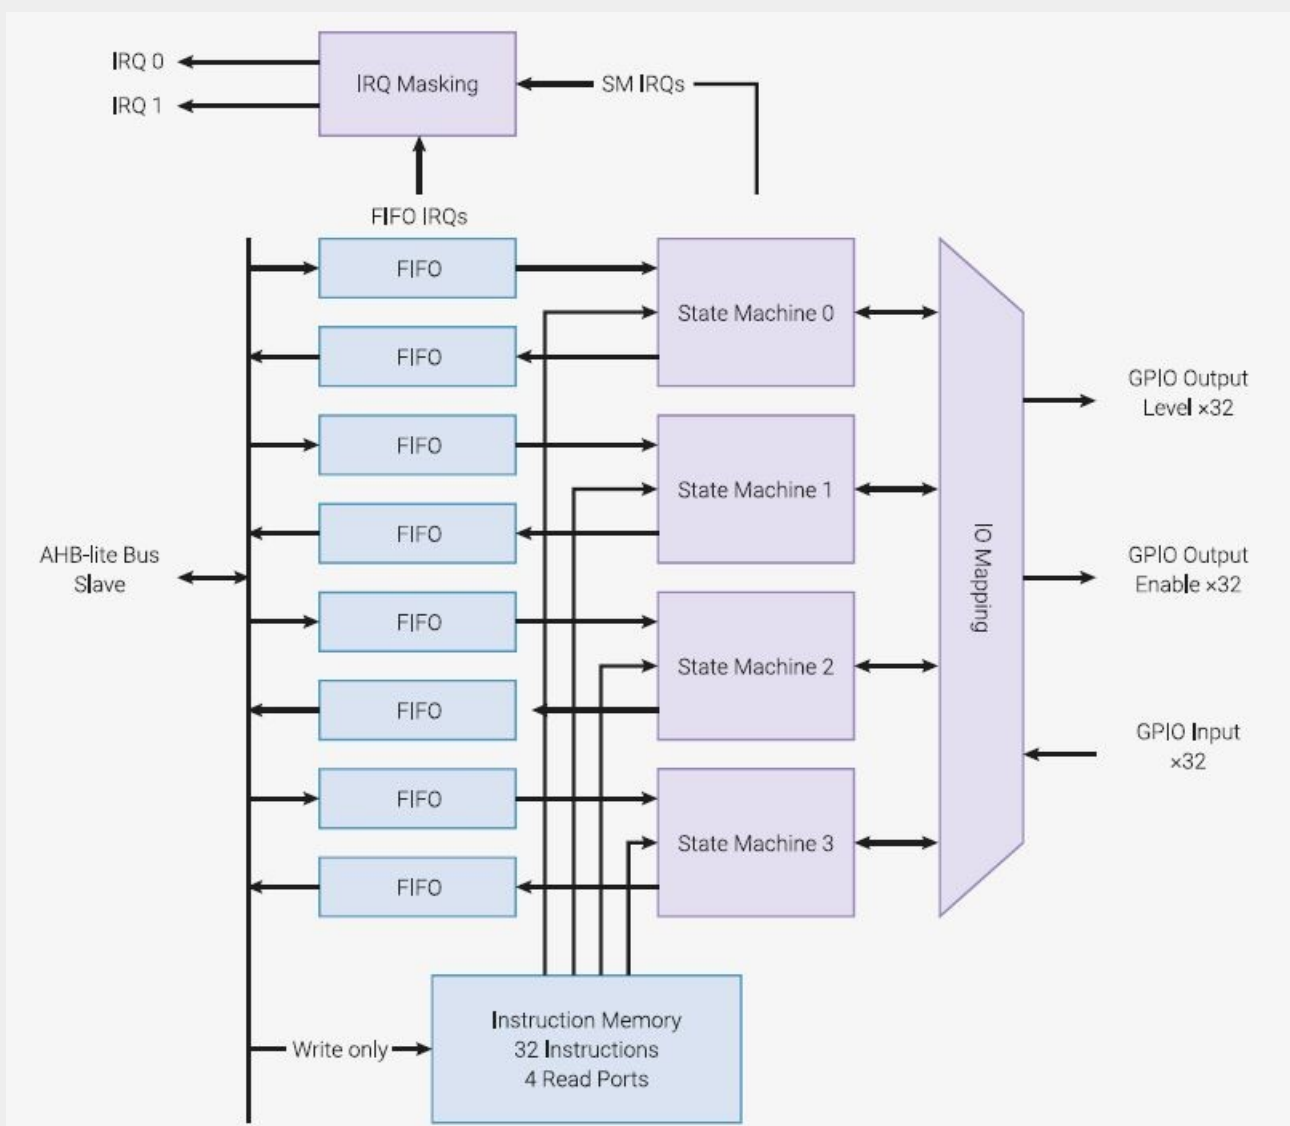 IRQ 0
IRQ 1
IRQ Masking
SM IRQs
FIFO IRQs
FIFO
FIFO
State Machine 0
FIFO
FIFO
State Machine 1
FIFO
FIFO
State Machine 2
FIFO
FIFO
State Machine 3
AHB-lite Bus
Slave
IO Mapping
GPIO Output
Level ×32
GPIO Output
Enable ×32
GPIO Input
×32
Write only
Instruction Memory
32 Instructions
4 Read Ports